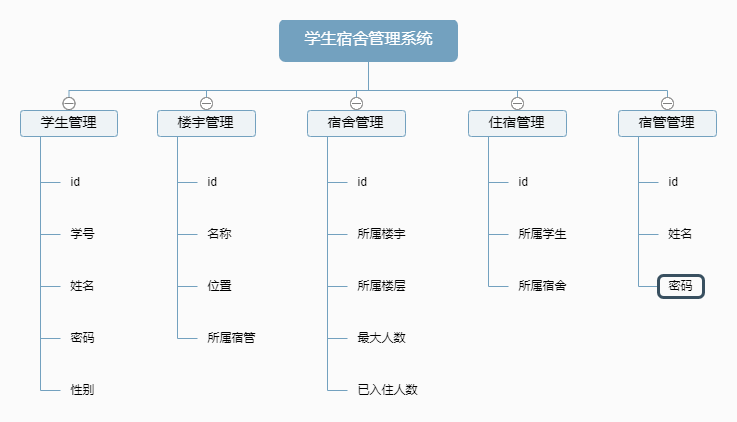 学生宿舍管理系统
学生管理
楼宇管理
宿舍管理
住宿管理
宿管管理
id
id
id
id
id
学号
名称
所属楼宇
所属学生
姓名
姓名
位置
所属楼层
所属宿舍
密码
密码
所属宿管
最大人数
性别
已入住人数